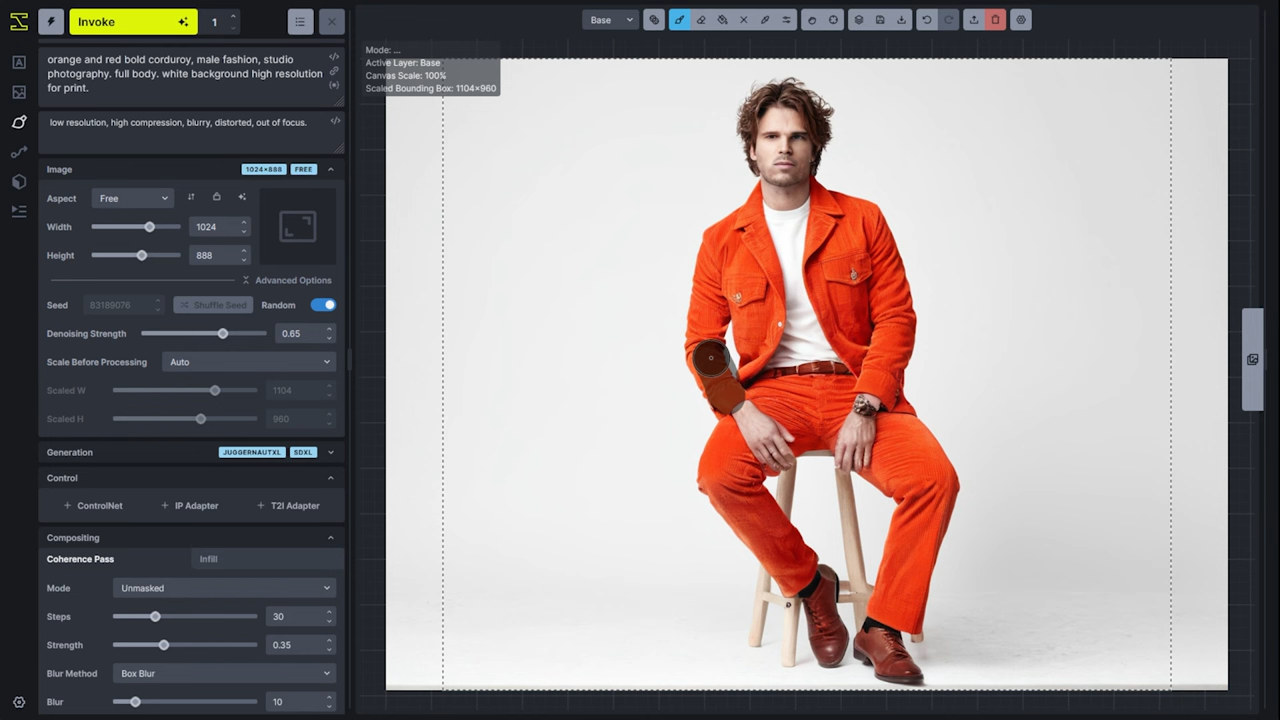 Invoke
1
Base
orange and red bold corduroy, male fashion, studio
photography. full body. white background high resolution
for print.
low resolution, high compression, blurry, distorted, out of focus.
Mode: ...
Active Layer: Base
Canvas Scale: 100%
Scaled Bounding Box: 1104×960
Image 1024×888 FREE
Aspect Free
Width 1024
Height 888
Advanced Options
Seed 83189076 Shuffle Seed Random
Denoising Strength 0.65
Scale Before Processing Auto
Scaled W 1104
Scaled H 960
Generation JUGGERNAUTXL SDXL
Control
+ ControlNet + IP Adapter + T2I Adapter
Compositing
Coherence Pass Infill
Mode Unmasked
Steps 30
Strength 0.35
Blur Method Box Blur
Blur 10